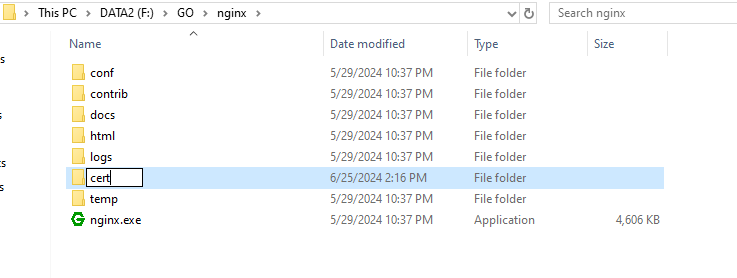 This PC > DATA2 (F:) > GO > nginx > Search nginx
Name Date modified Type Size
conf 5/29/2024 10:37 PM File folder
contrib 5/29/2024 10:37 PM File folder
docs 5/29/2024 10:37 PM File folder
html 5/29/2024 10:37 PM File folder
logs 5/29/2024 10:37 PM File folder
cert 6/25/2024 2:16 PM File folder
temp 5/29/2024 10:37 PM File folder
nginx.exe 5/29/2024 10:37 PM Application 4,606 KB